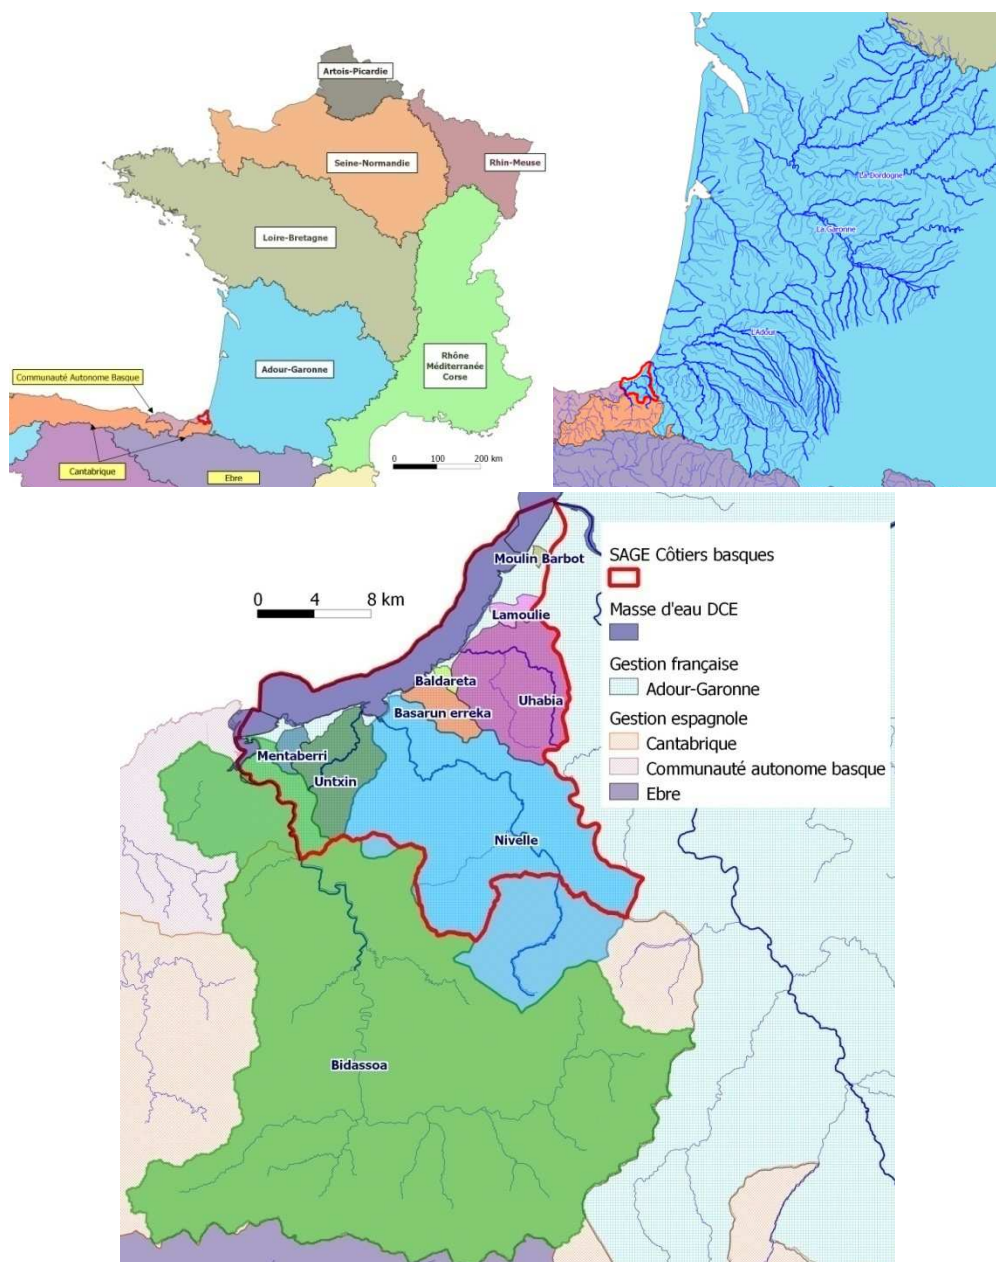 Artois-Picardie
Seine-Normandie
Rhin-Meuse
Loire-Bretagne
Adour-Garonne
Rhône
Méditerranée
Corse
Communauté Autonome Basque
Cantabrique
Ebre
0 100 200 km
La Dordogne
La Garonne
L'Adour
0 4 8 km
Moulin Barbot
Lamoulie
Baldareta
Uhabia
Basarun erreka
Mentaberri
Untxin
Nivelle
Bidassoa
SAGE Côtiers basques
Masse d'eau DCE
Gestion française
Adour-Garonne
Gestion espagnole
Cantabrique
Communauté autonome basque
Ebre